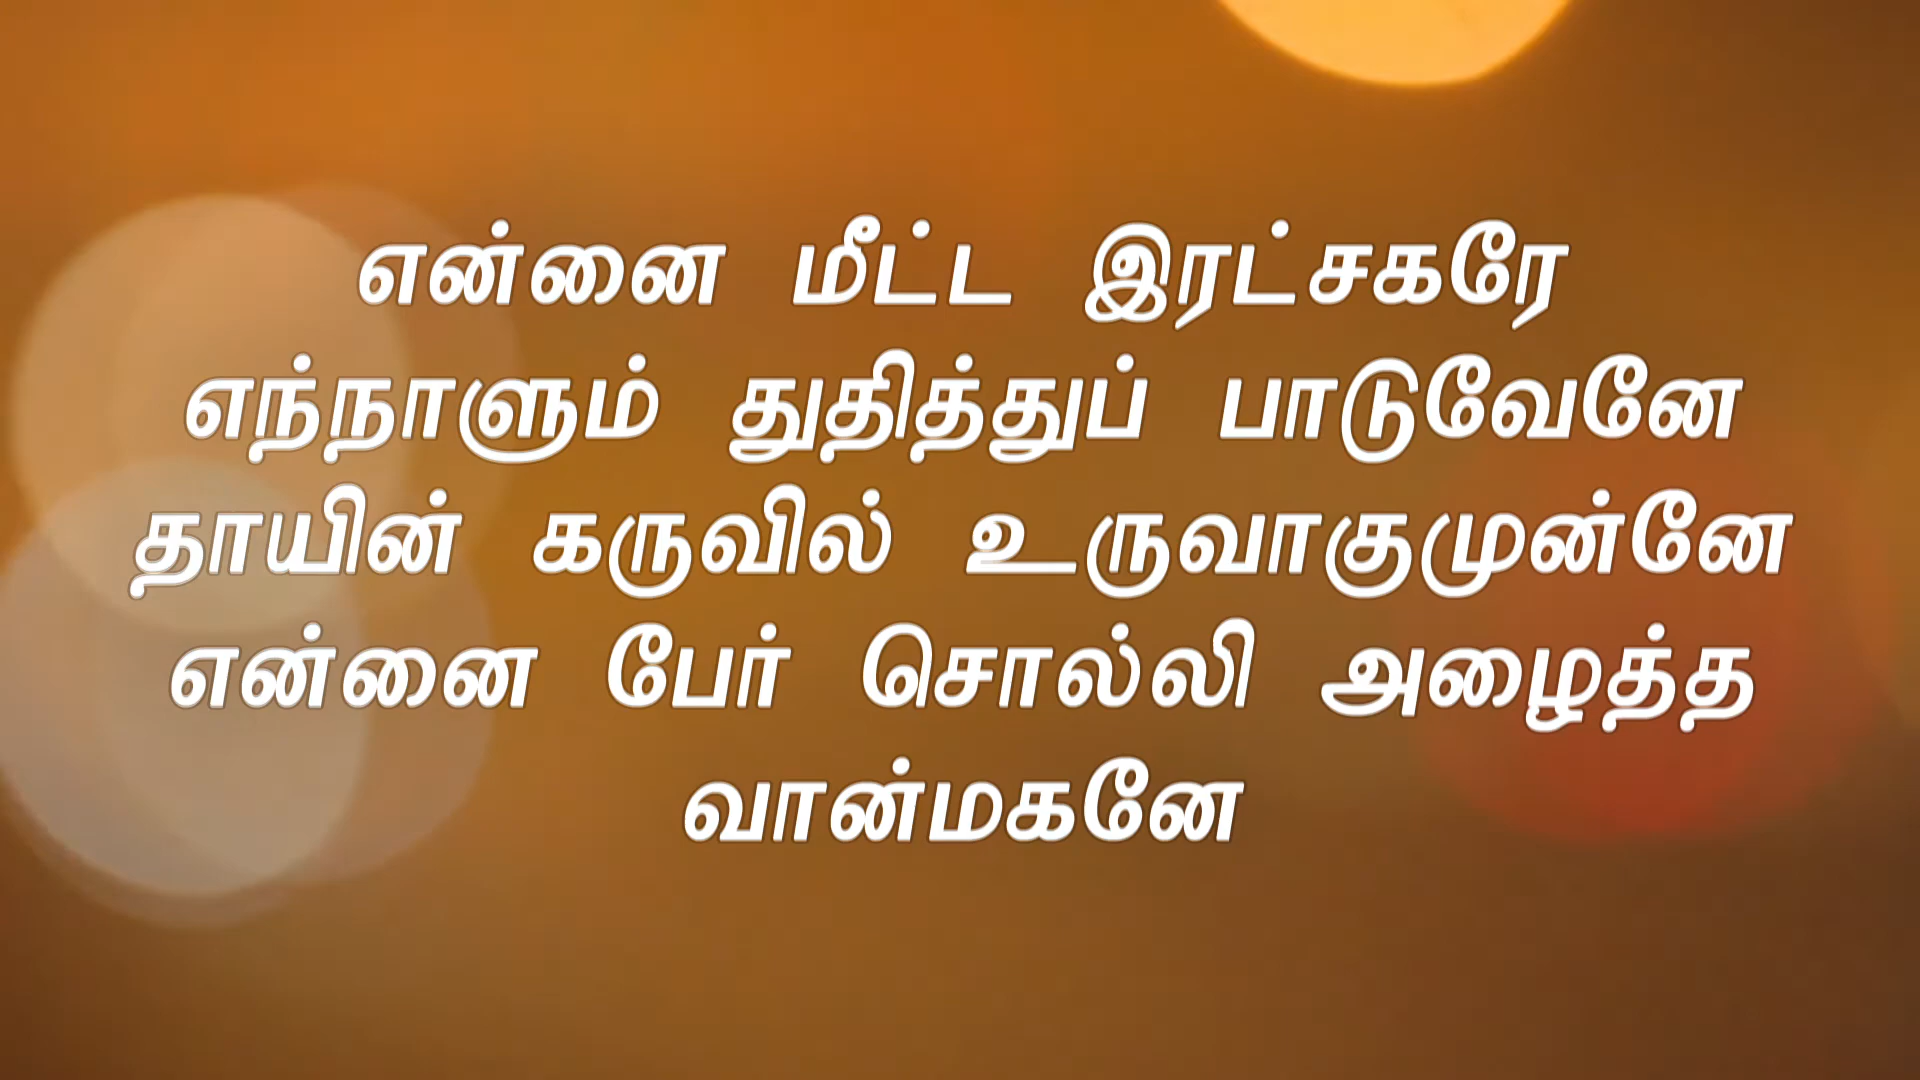 என்னை மீட்ட இரட்சகரே
எந்நாளும் துதித்துப் பாடுவேனே
தாயின் கருவில் உருவாகுமுன்னே
என்னை பேர் சொல்லி அழைத்த
வான்மகனே